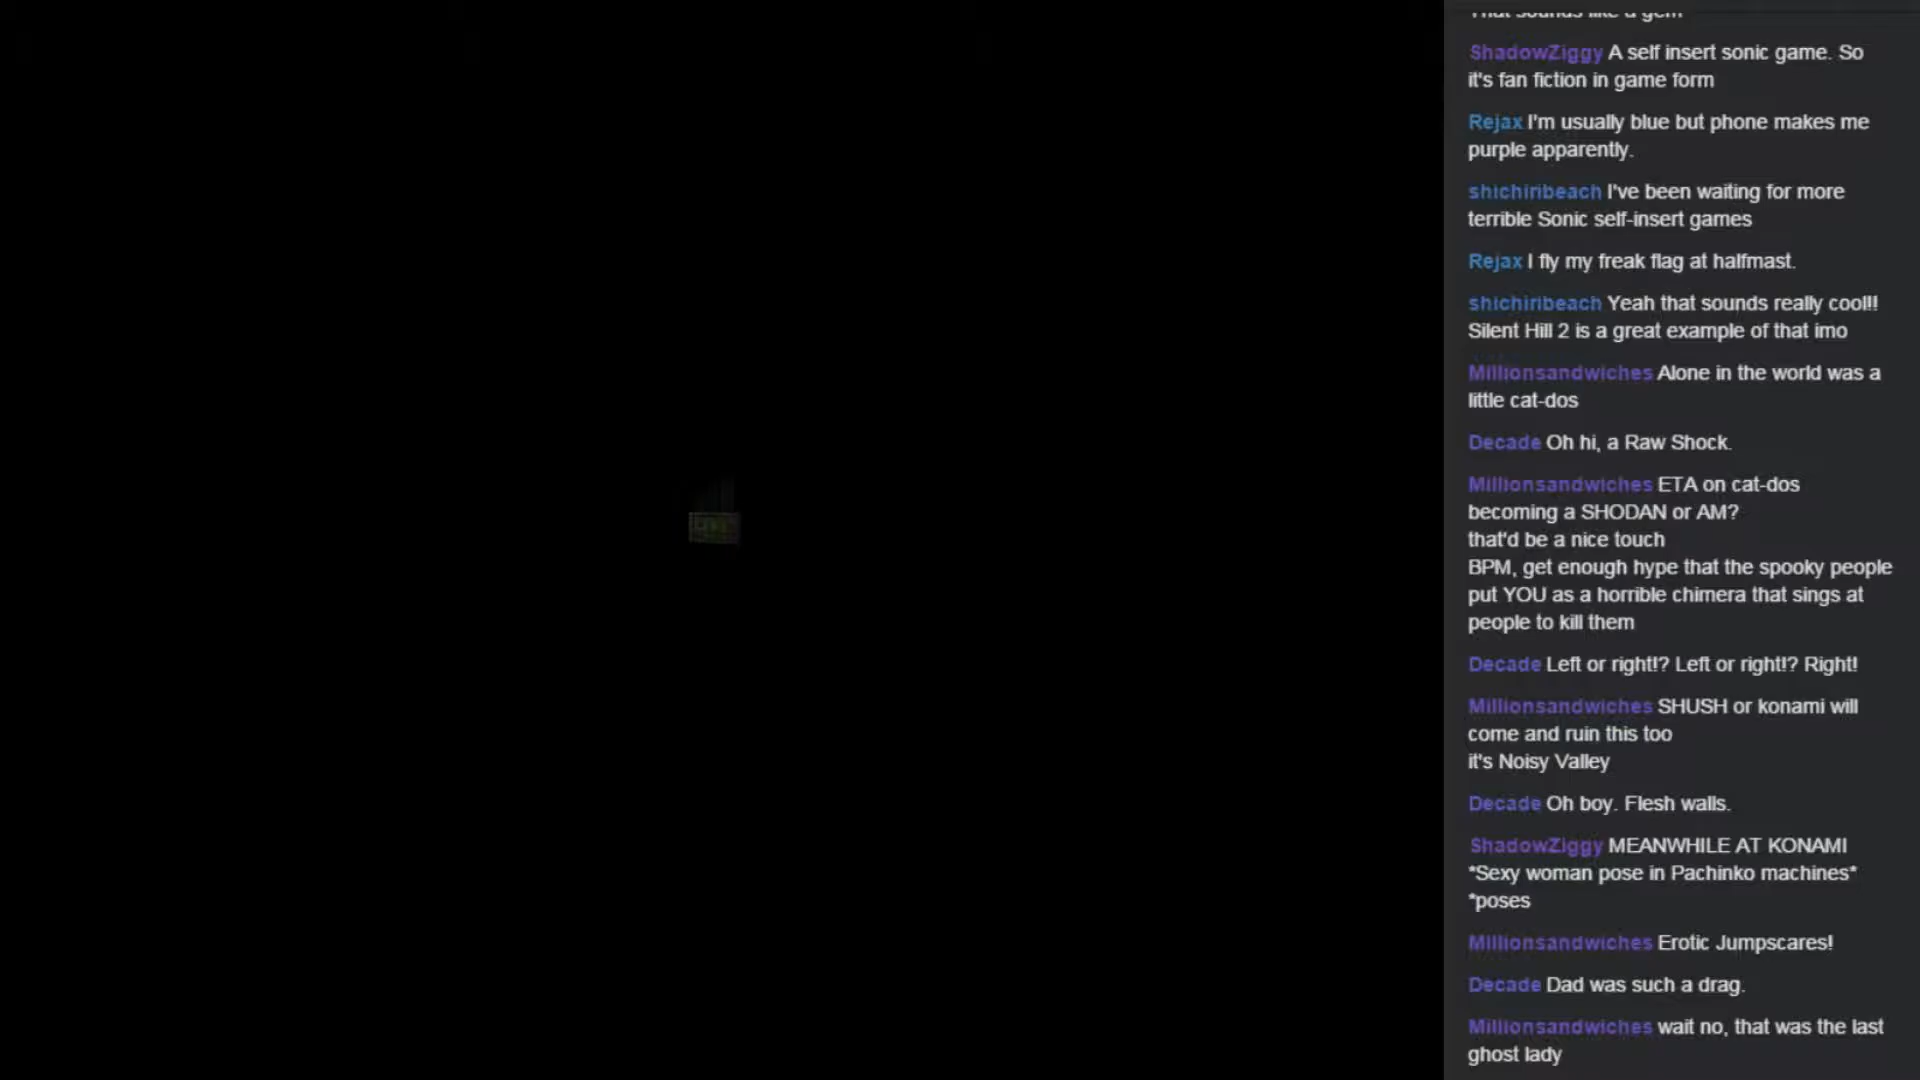 That sounds like a gem
ShadowZiggy A self insert sonic game. So
it's fan fiction in game form
Rejax I'm usually blue but phone makes me
purple apparently.
shichiribeach I've been waiting for more
terrible Sonic self-insert games
Rejax I fly my freak flag at halfmast.
shichiribeach Yeah that sounds really cool!!
Silent Hill 2 is a great example of that imo
Millionsandwiches Alone in the world was a
little cat-dos
Decade Oh hi, a Raw Shock.
Millionsandwiches ETA on cat-dos
becoming a SHODAN or AM?
that'd be a nice touch
BPM, get enough hype that the spooky people
put YOU as a horrible chimera that sings at
people to kill them
Decade Left or right!? Left or right!? Right!
Millionsandwiches SHUSH or konami will
come and ruin this too
it's Noisy Valley
Decade Oh boy. Flesh walls.
ShadowZiggy MEANWHILE AT KONAMI
*Sexy woman pose in Pachinko machines*
*poses
Millionsandwiches Erotic Jumpscares!
Decade Dad was such a drag.
Millionsandwiches wait no, that was the last
ghost lady